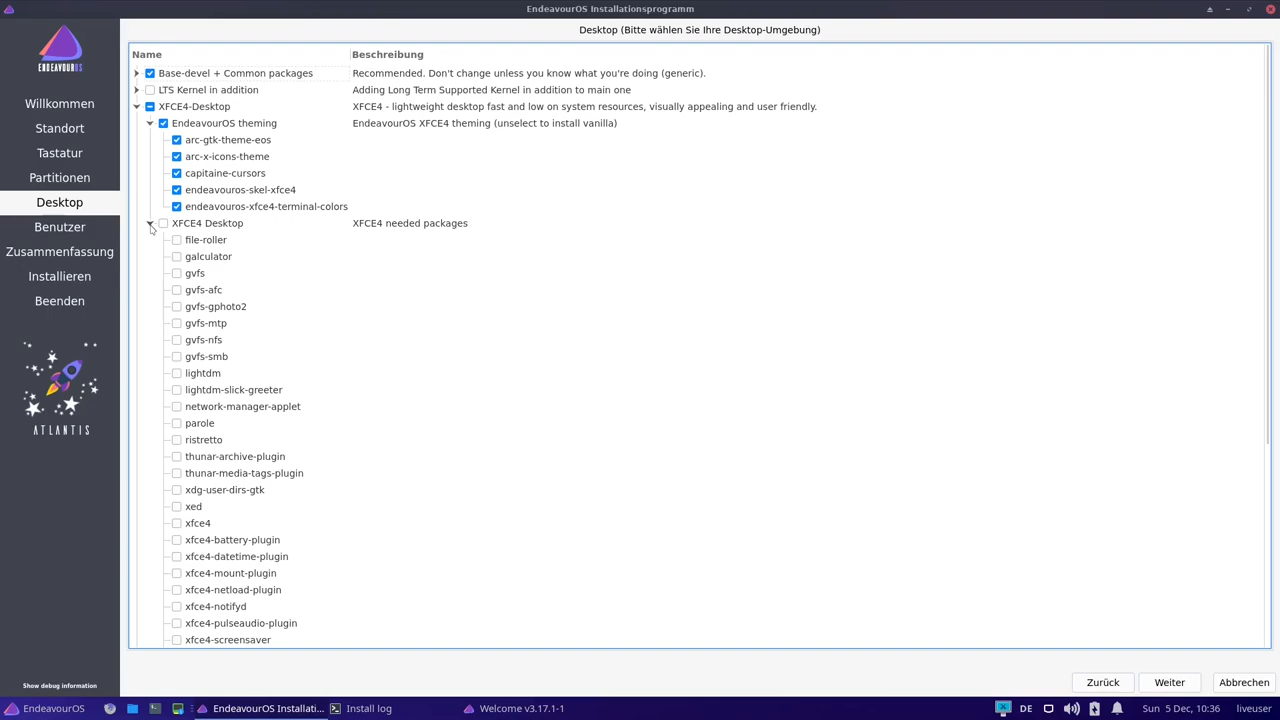 EndeavourOS Installationsprogramm
ENDEAVOUROS
Willkommen
Standort
Tastatur
Partitionen
Desktop
Benutzer
Zusammenfassung
Installieren
Beenden
ATLANTIS
Show debug information
Desktop (Bitte wählen Sie Ihre Desktop-Umgebung)
Name Beschreibung
Base-devel + Common packages Recommended. Don't change unless you know what you're doing (generic).
LTS Kernel in addition Adding Long Term Supported Kernel in addition to main one
XFCE4-Desktop XFCE4 - lightweight desktop fast and low on system resources, visually appealing and user friendly.
EndeavourOS theming EndeavourOS XFCE4 theming (unselect to install vanilla)
arc-gtk-theme-eos
arc-x-icons-theme
capitaine-cursors
endeavouros-skel-xfce4
endeavouros-xfce4-terminal-colors
XFCE4 Desktop XFCE4 needed packages
file-roller
galculator
gvfs
gvfs-afc
gvfs-gphoto2
gvfs-mtp
gvfs-nfs
gvfs-smb
lightdm
lightdm-slick-greeter
network-manager-applet
parole
ristretto
thunar-archive-plugin
thunar-media-tags-plugin
xdg-user-dirs-gtk
xed
xfce4
xfce4-battery-plugin
xfce4-datetime-plugin
xfce4-mount-plugin
xfce4-netload-plugin
xfce4-notifyd
xfce4-pulseaudio-plugin
xfce4-screensaver
Zurück Weiter Abbrechen
EndeavourOS EndeavourOS Installati... Install log Welcome v3.17.1-1 DE Sun 5 Dec, 10:36 liveuser